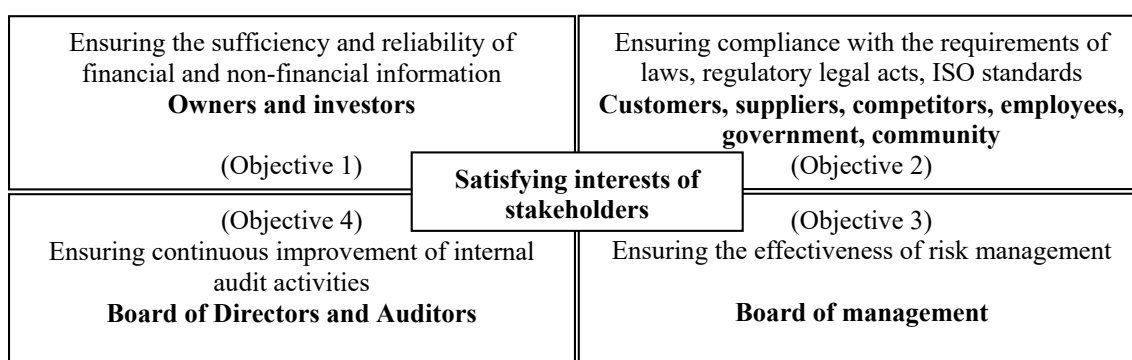 Ensuring the sufficiency and reliability of
financial and non-financial information
Owners and investors
(Objective 1)
Ensuring compliance with the requirements of
laws, regulatory legal acts, ISO standards
Customers, suppliers, competitors, employees,
government, community
(Objective 2)
Satisfying interests of
stakeholders
(Objective 4)
Ensuring continuous improvement of internal
audit activities
Board of Directors and Auditors
(Objective 3)
Ensuring the effectiveness of risk management
Board of management